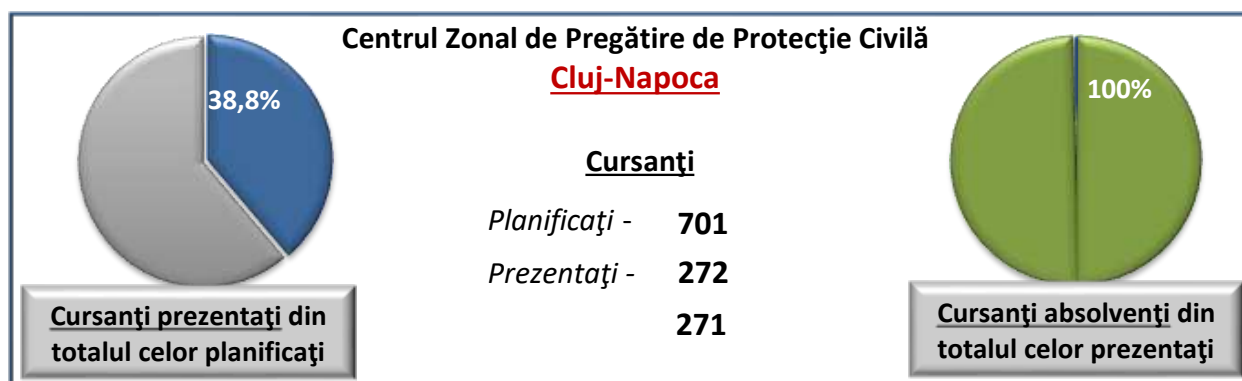 Centrul Zonal de Pregătire de Protecţie Civilă
Cluj-Napoca
38,8%
100%
Cursanţi
Planificaţi - 701
Prezentaţi - 272
271
Cursanţi prezentaţi din
totalul celor planificaţi
Cursanţi absolvenţi din
totalul celor prezentaţi